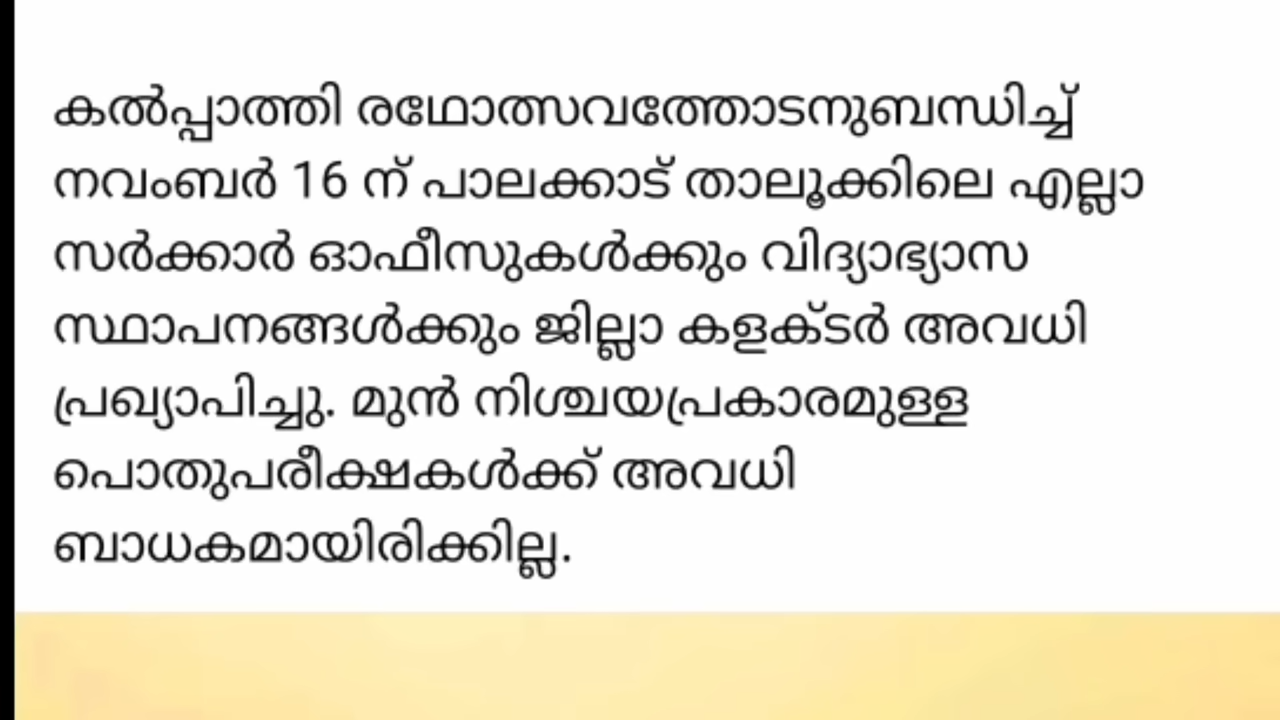 കൽപ്പാത്തി രഥോത്സവത്തോടനുബന്ധിച്ച്
നവംബർ 16 ന് പാലക്കാട് താലൂക്കിലെ എല്ലാ
സർക്കാർ ഓഫീസുകൾക്കും വിദ്യാഭ്യാസ
സ്ഥാപനങ്ങൾക്കും ജില്ലാ കളക്ടർ അവധി
പ്രഖ്യാപിച്ചു. മുൻ നിശ്ചയപ്രകാരമുള്ള
പൊതുപരീക്ഷകൾക്ക് അവധി
ബാധകമായിരിക്കില്ല.